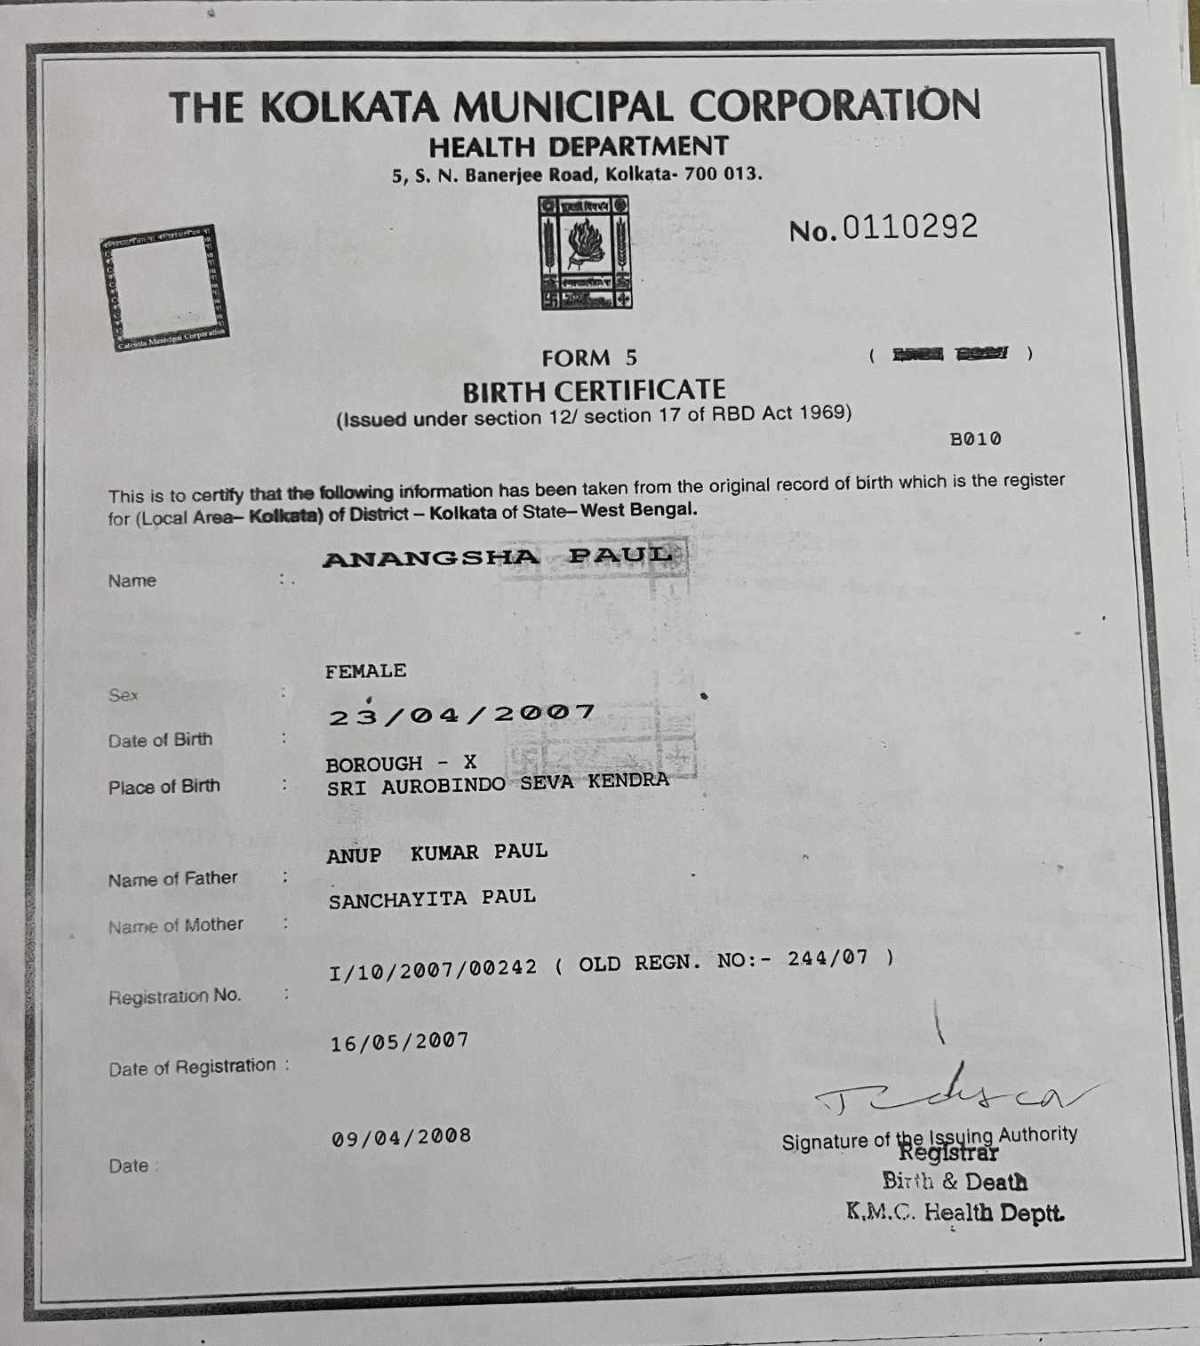 THE KOLKATA MUNICIPAL CORPORATION
HEALTH DEPARTMENT
5, S. N. Banerjee Road, Kolkata- 700 013.
No. 0110292
Calcutta Municipal Corporation
FORM 5
BIRTH CERTIFICATE
(Issued under section 12/ section 17 of RBD Act 1969)
B010
This is to certify that the following information has been taken from the original record of birth which is the register
for (Local Area– Kolkata) of District – Kolkata of State– West Bengal.
Name : . ANANGSHA PAUL
Sex : FEMALE
Date of Birth : 23/04/2007
Place of Birth : BOROUGH - X
SRI AUROBINDO SEVA KENDRA
Name of Father : ANUP KUMAR PAUL
Name of Mother : SANCHAYITA PAUL
Registration No. : I/10/2007/00242 ( OLD REGN. NO:- 244/07 )
Date of Registration : 16/05/2007
Date : 09/04/2008
Signature of the Issuing Authority
Registrar
Birth & Death
K.M.C. Health Deptt.